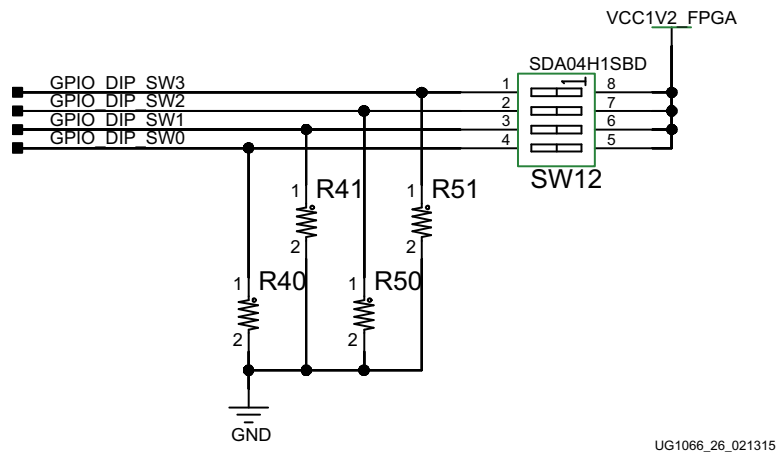 VCC1V2_FPGA
SDA04H1SBD
GPIO_DIP_SW3 1 8
GPIO_DIP_SW2 2 7
GPIO_DIP_SW1 3 6
GPIO_DIP_SW0 4 5
SW12
1 R41 1 R51
2 2
1 R40 1 R50
2 2
GND
UG1066_26_021315